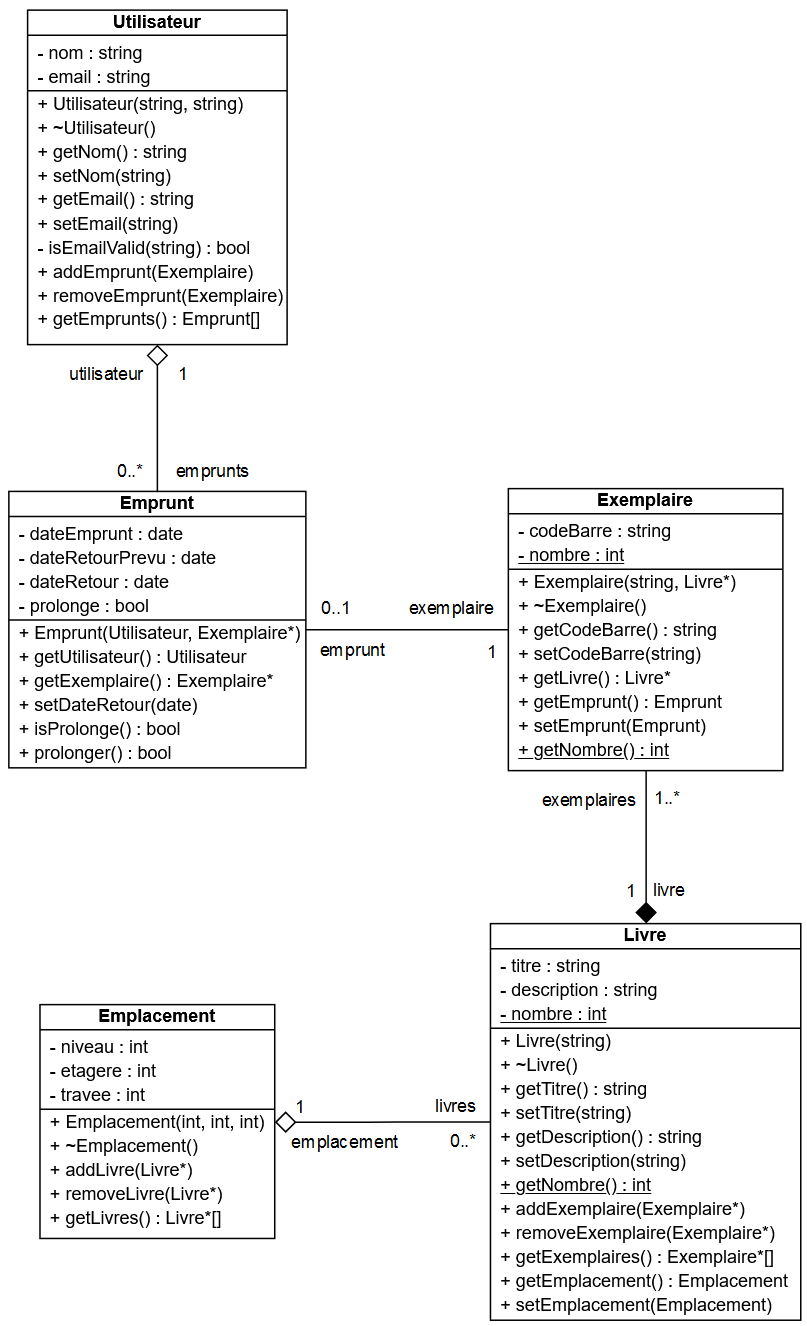 Utilisateur
- nom : string
- email : string
+ Utilisateur(string, string)
+ ~Utilisateur()
+ getNom() : string
+ setNom(string)
+ getEmail() : string
+ setEmail(string)
- isEmailValid(string) : bool
+ addEmprunt(Exemplaire)
+ removeEmprunt(Exemplaire)
+ getEmprunts() : Emprunt[]
utilisateur 1
0..* emprunts
Emprunt
- dateEmprunt : date
- dateRetourPrevu : date
- dateRetour : date
- prolonge : bool
+ Emprunt(Utilisateur, Exemplaire*)
+ getUtilisateur() : Utilisateur
+ getExemplaire() : Exemplaire*
+ setDateRetour(date)
+ isProlonge() : bool
+ prolonger() : bool
0..1 exemplaire
emprunt 1
Exemplaire
- codeBarre : string
- nombre : int
+ Exemplaire(string, Livre*)
+ ~Exemplaire()
+ getCodeBarre() : string
+ setCodeBarre(string)
+ getLivre() : Livre*
+ getEmprunt() : Emprunt
+ setEmprunt(Emprunt)
+ getNombre() : int
exemplaires 1..*
1 livre
Livre
- titre : string
- description : string
- nombre : int
+ Livre(string)
+ ~Livre()
+ getTitre() : string
+ setTitre(string)
+ getDescription() : string
+ setDescription(string)
+ getNombre() : int
+ addExemplaire(Exemplaire*)
+ removeExemplaire(Exemplaire*)
+ getExemplaires() : Exemplaire*[]
+ getEmplacement() : Emplacement
+ setEmplacement(Emplacement)
Emplacement
- niveau : int
- etagere : int
- travee : int
+ Emplacement(int, int, int)
+ ~Emplacement()
+ addLivre(Livre*)
+ removeLivre(Livre*)
+ getLivres() : Livre*[]
1 livres
emplacement 0..*